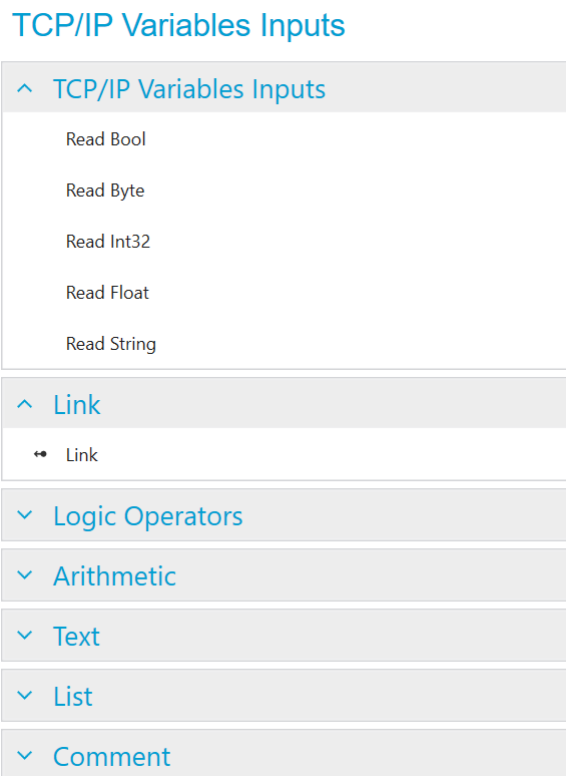 TCP/IP Variables Inputs
TCP/IP Variables Inputs
Read Bool
Read Byte
Read Int32
Read Float
Read String
Link
Link
Logic Operators
Arithmetic
Text
List
Comment